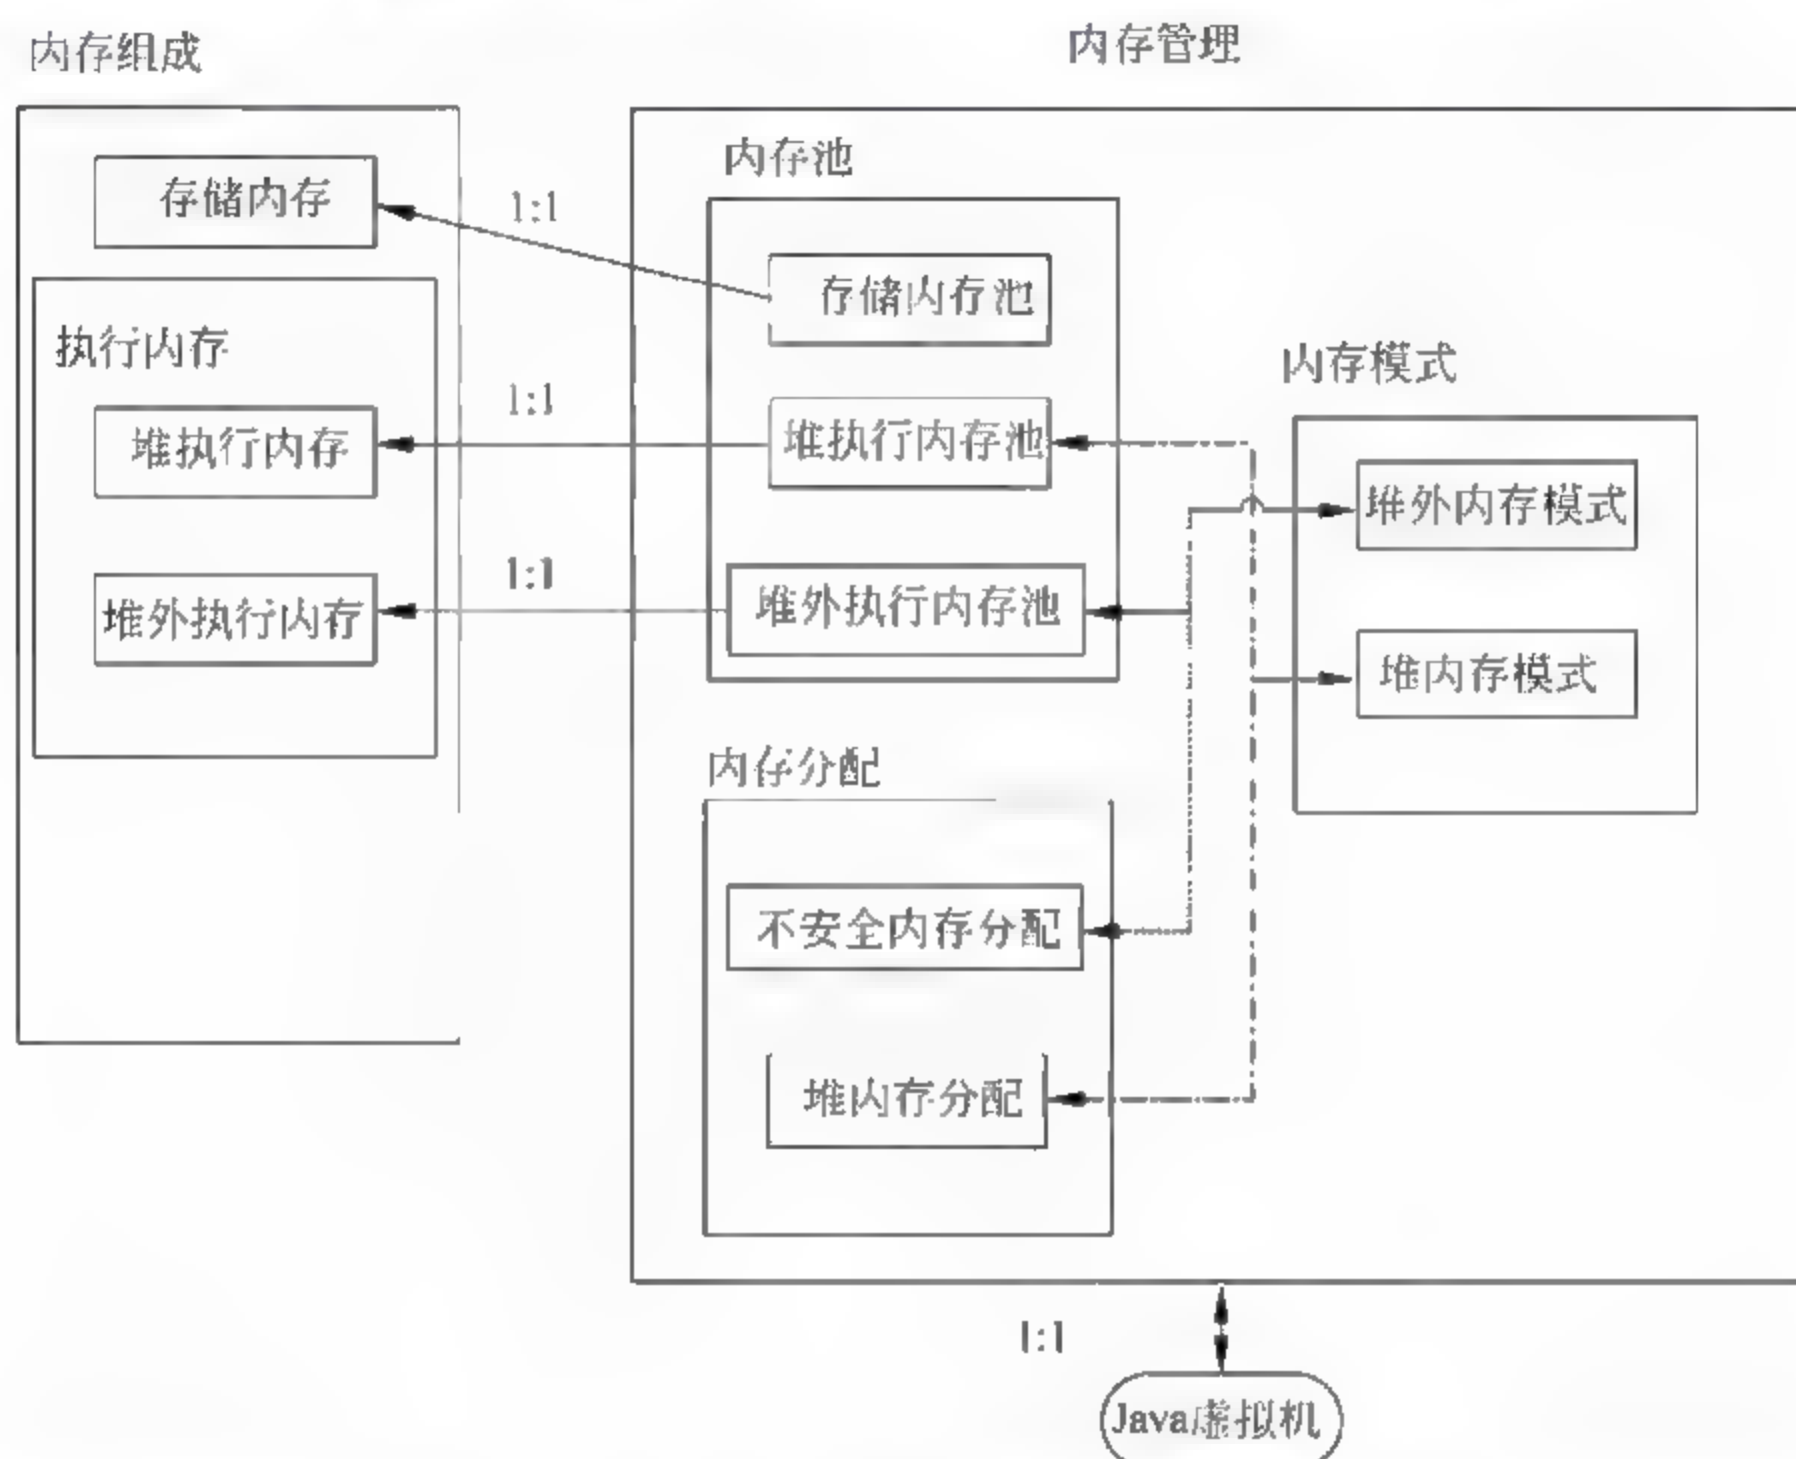 内存组成
内存管理
内存池
存储内存
1:1
存储内存池
执行内存
内存模式
1:1
堆执行内存
堆执行内存池
堆外内存模式
1:1
堆外执行内存
堆外执行内存池
堆内存模式
内存分配
不安全内存分配
堆内存分配
1:1
Java虚拟机